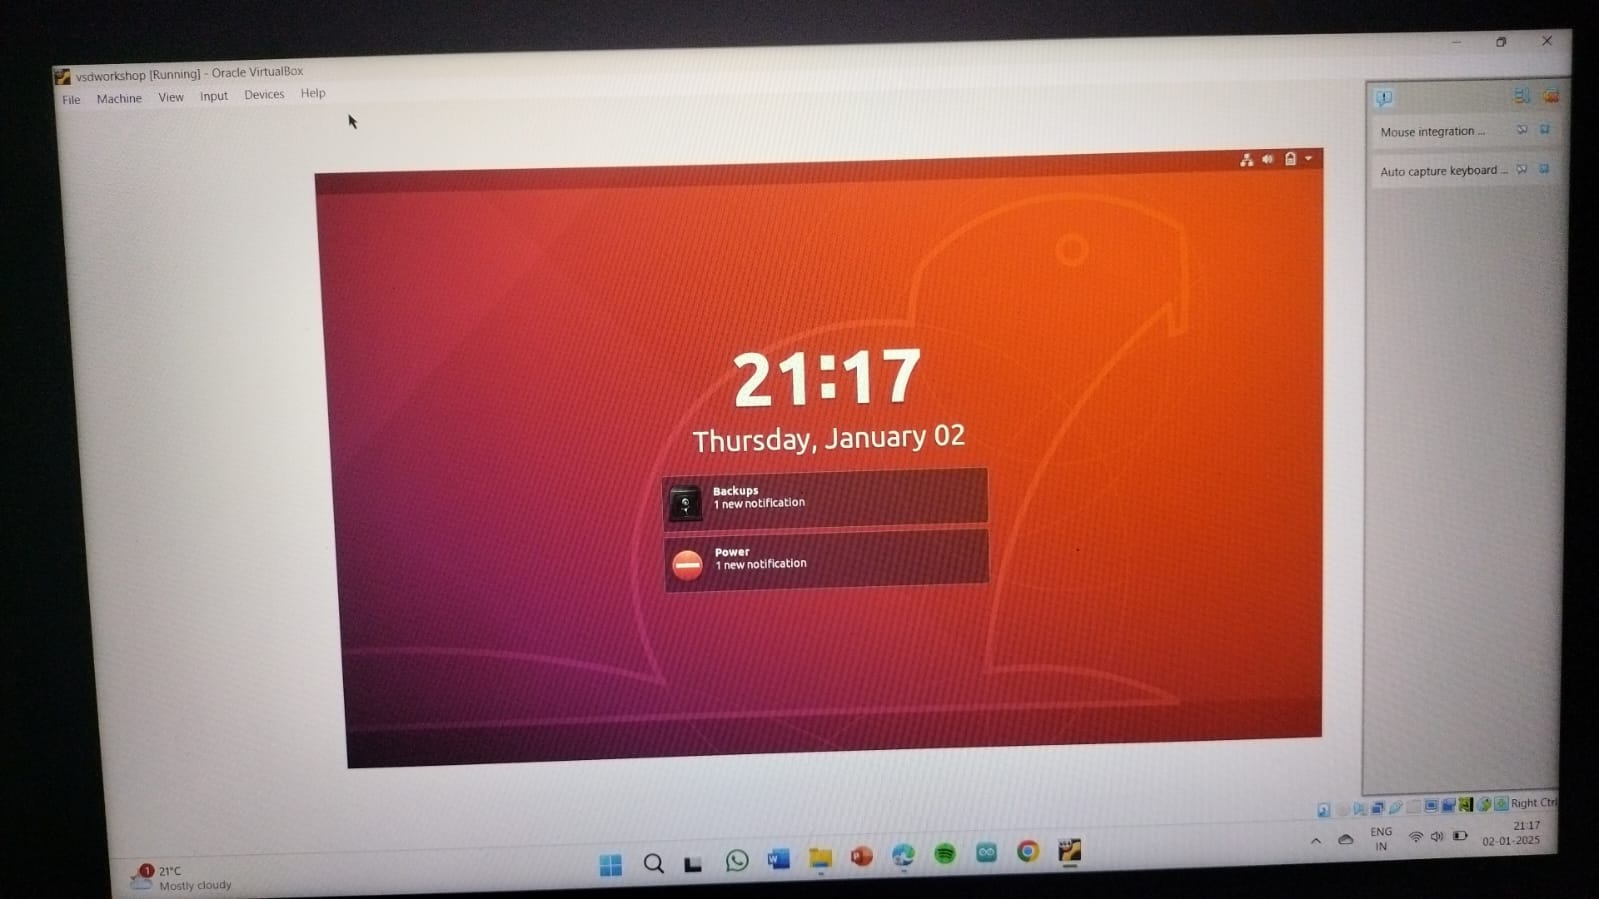 vsdworkshop [Running] - Oracle VirtualBox
File Machine View Input Devices Help
Mouse integration ...
Auto capture keyboard ...
21:17
Thursday, January 02
Backups
1 new notification
Power
1 new notification
Right Ctrl
1
21°C
Mostly cloudy
ENG
IN
21:17
02-01-2025